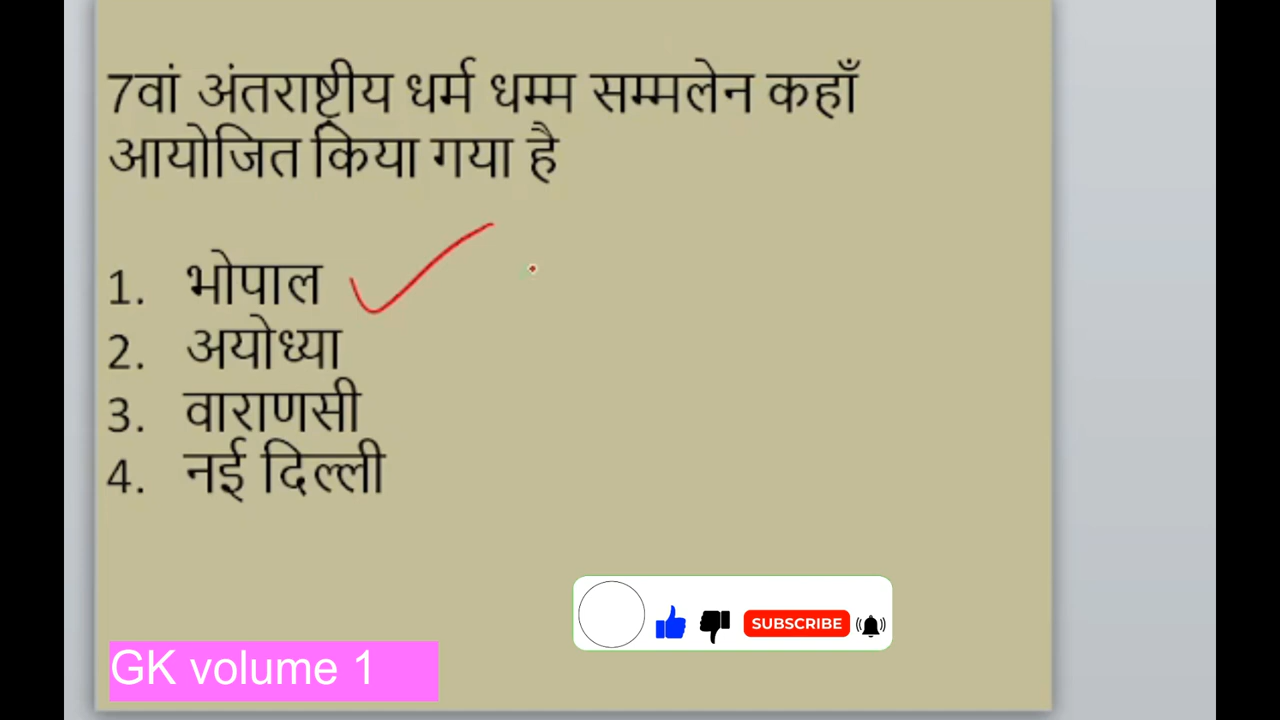 7वां अंतराष्ट्रीय धर्म धम्म सम्मलेन कहाँ
आयोजित किया गया है
1. भोपाल
2. अयोध्या
3. वाराणसी
4. नई दिल्ली
SUBSCRIBE
GK volume 1